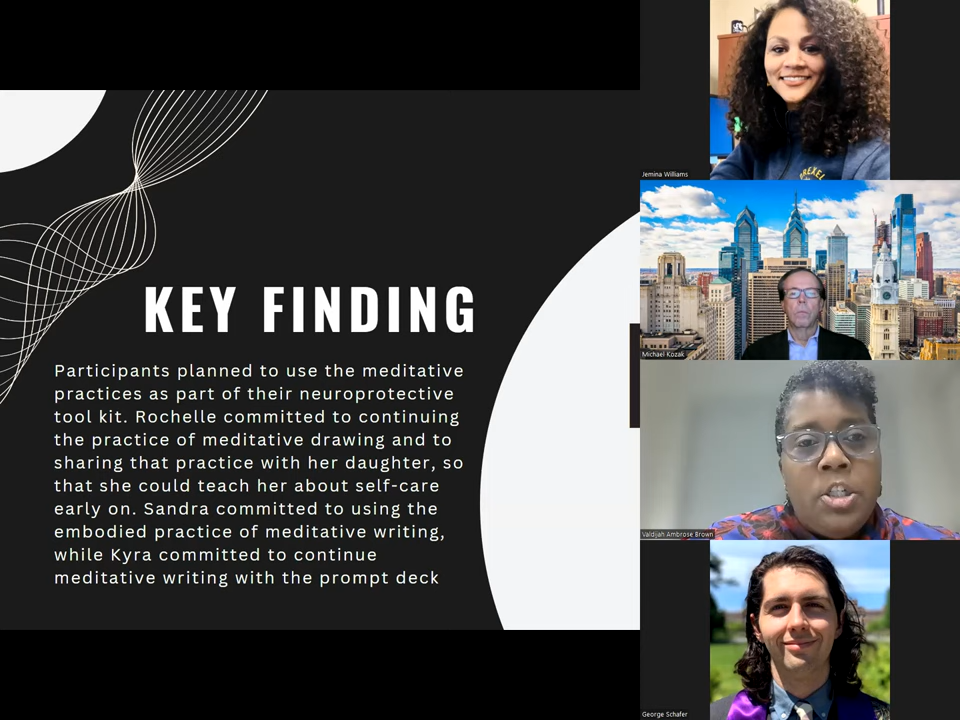 KEY FINDING
Participants planned to use the meditative
practices as part of their neuroprotective
tool kit. Rochelle committed to continuing
the practice of meditative drawing and to
sharing that practice with her daughter, so
that she could teach her about self-care
early on. Sandra committed to using the
embodied practice of meditative writing,
while Kyra committed to continue
meditative writing with the prompt deck
DREXEL
Jemina Williams
Michael Kozak
Valdijah Ambrose Brown
George Schafer